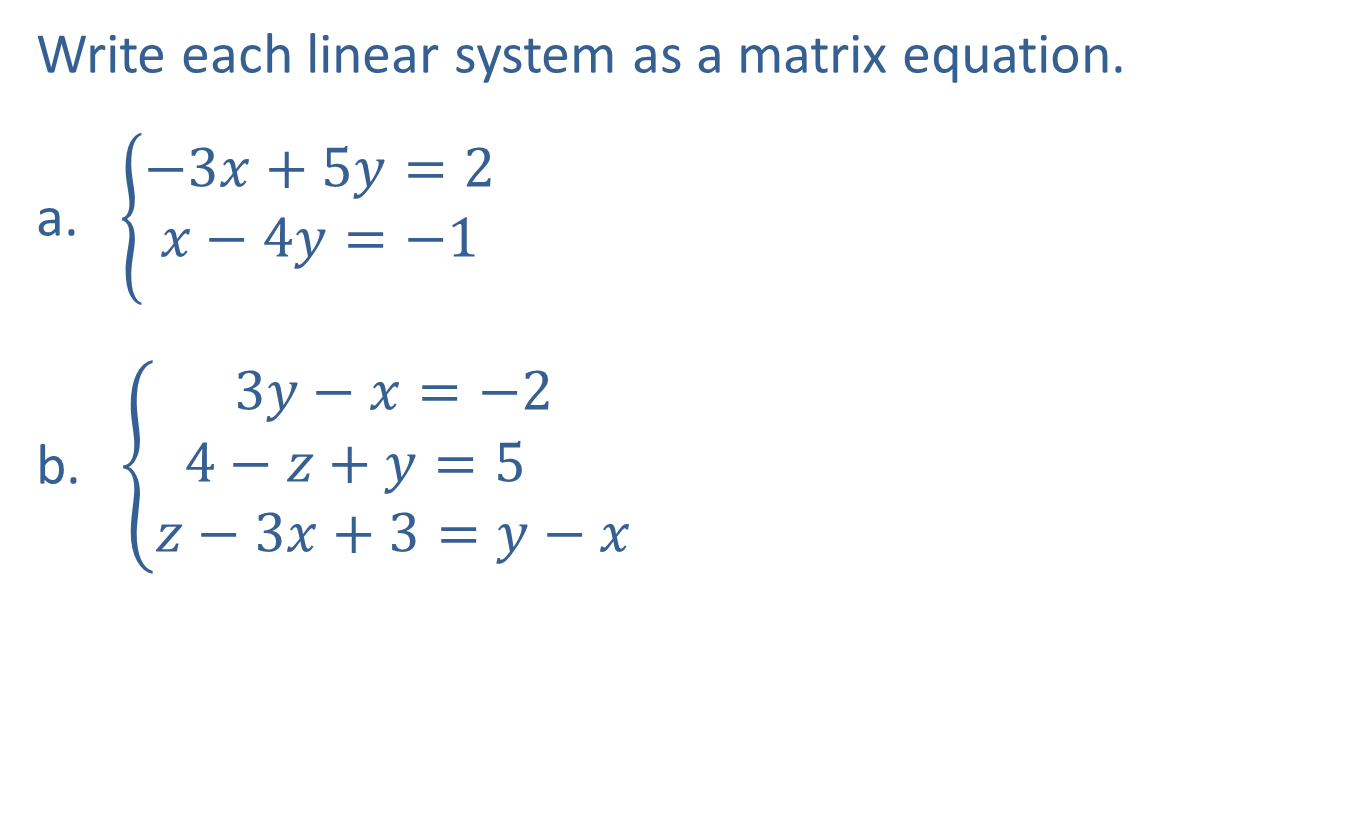 Write each linear system as a matrix equation.
a. { −3x + 5y = 2
x − 4y = −1
b. { 3y − x = −2
4 − z + y = 5
z − 3x + 3 = y − x